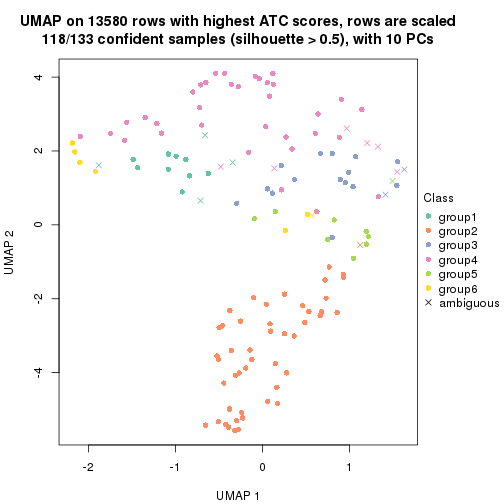 UMAP on 13580 rows with highest ATC scores, rows are scaled
118/133 confident samples (silhouette > 0.5), with 10 PCs
4
2
0
-2
-4
UMAP 2
-2
-1
0
1
UMAP 1
Class
group1
group2
group3
group4
group5
group6
ambiguous